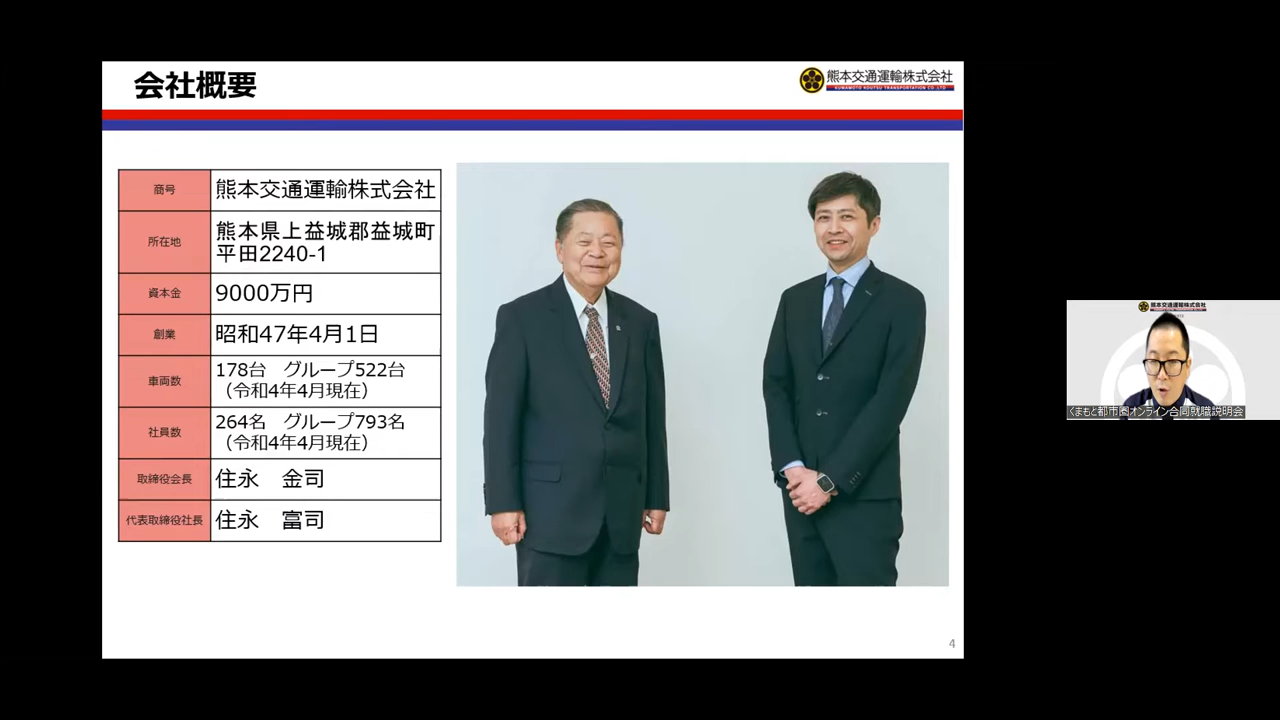 会社概要
熊本交通運輸株式会社
KUMAMOTO KOUTSU TRANSPORTATION CO.,LTD
商号 熊本交通運輸株式会社
所在地 熊本県上益城郡益城町
平田2240-1
資本金 9000万円
創業 昭和47年4月1日
車両数 178台　グループ522台
（令和4年4月現在）
社員数 264名　グループ793名
（令和4年4月現在）
取締役会長 住永　金司
代表取締役社長 住永　富司
4
熊本交通運輸株式会社
くまもと都市圏オンライン合同就職説明会